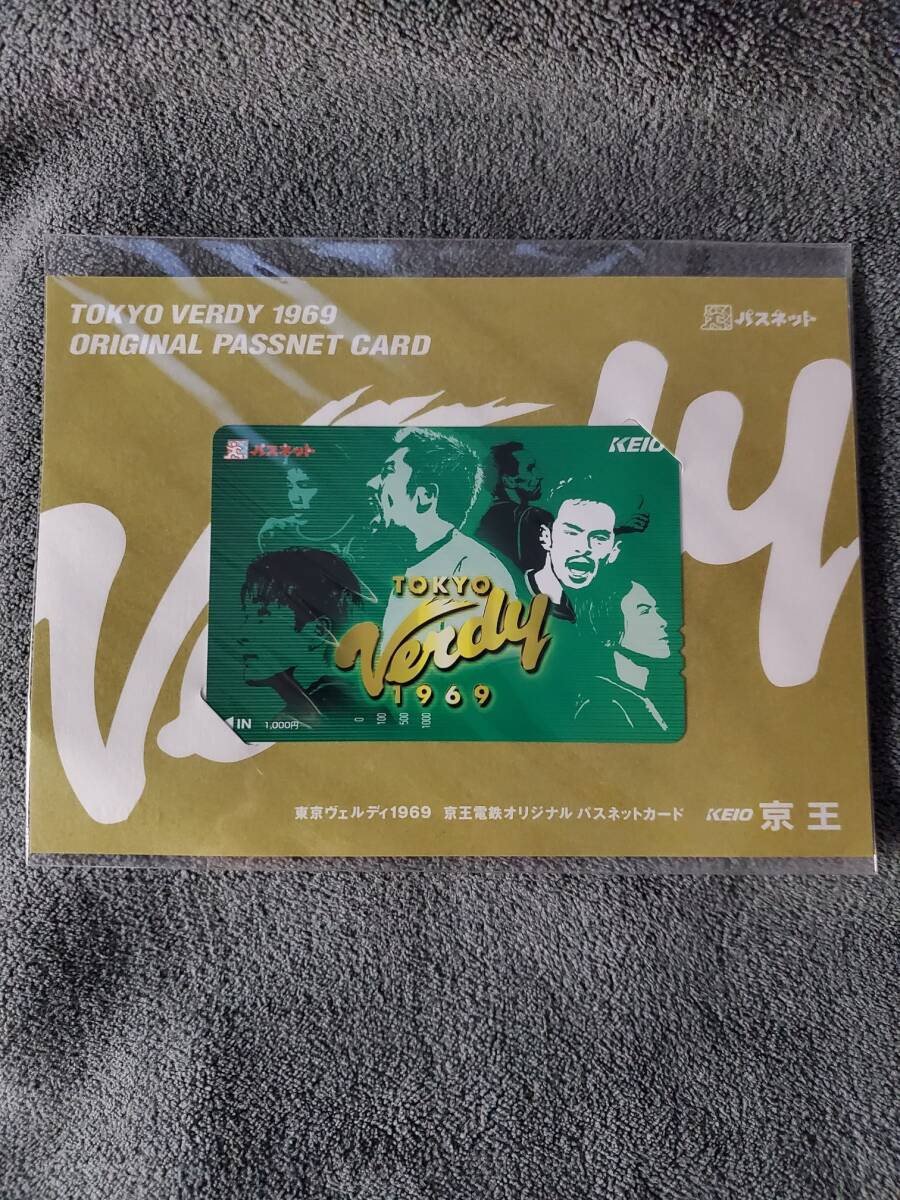 TOKYO VERDY 1969
ORIGINAL PASSNET CARD
パスネット
Verdy
パスネット
KEIO
TOKYO
Verdy
1969
◀IN 1,000円 0 100 500 1000
東京ヴェルディ1969 京王電鉄オリジナル パスネットカード KEIO 京王